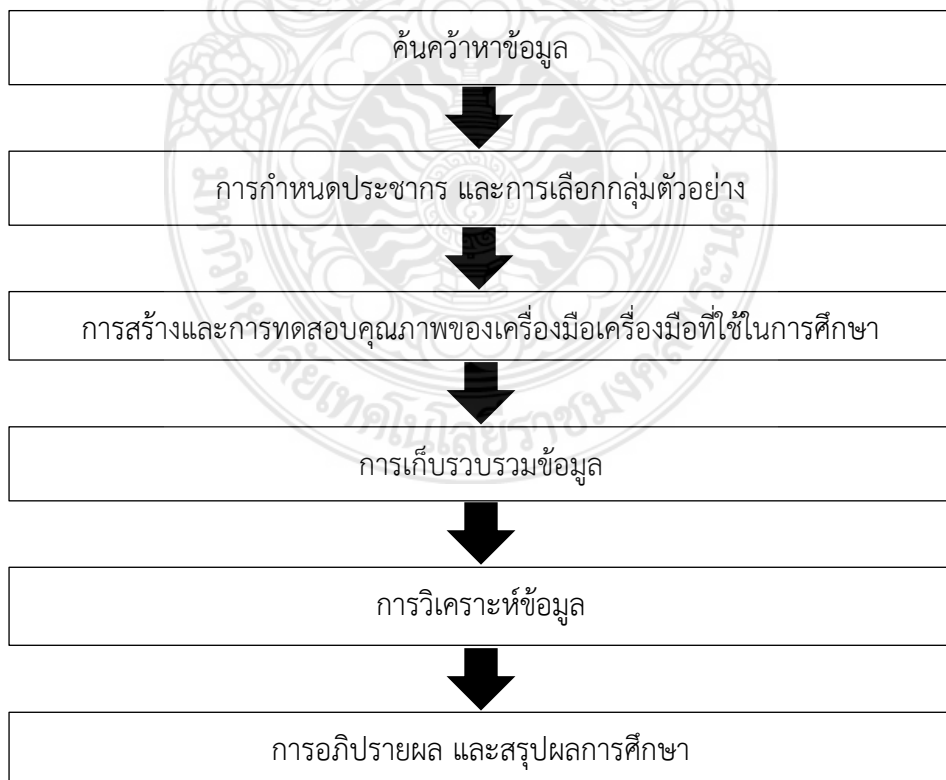 ค้นคว้าหาข้อมูล
การกำหนดประชากร และการเลือกกลุ่มตัวอย่าง
การสร้างและการทดสอบคุณภาพของเครื่องมือเครื่องมือที่ใช้ในการศึกษา
การเก็บรวบรวมข้อมูล
การวิเคราะห์ข้อมูล
การอภิปรายผล และสรุปผลการศึกษา